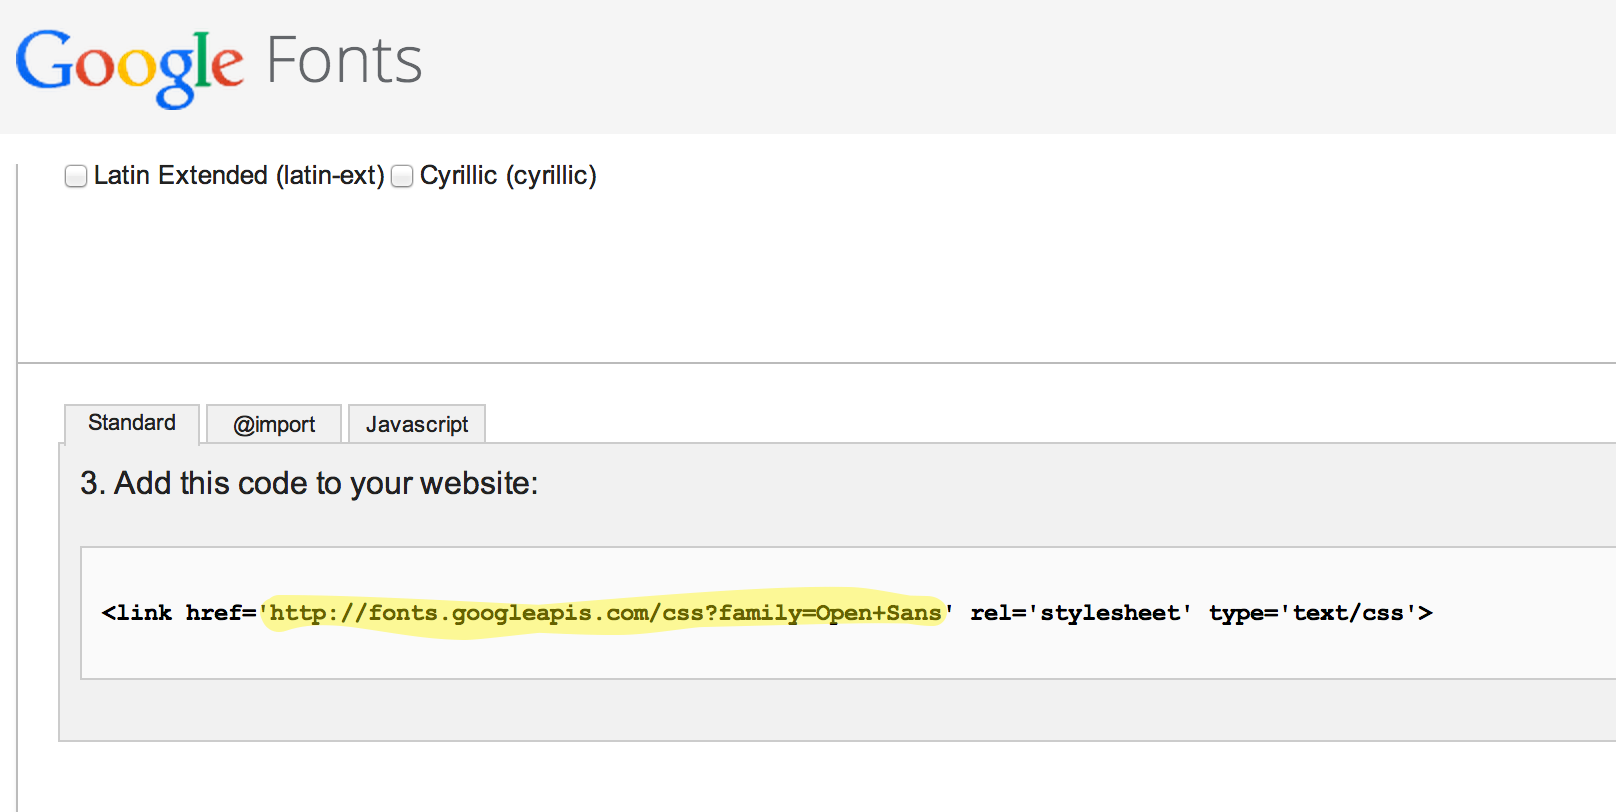 Google Fonts
Latin Extended (latin-ext) Cyrillic (cyrillic)
Standard @import Javascript
3. Add this code to your website:
<link href='http://fonts.googleapis.com/css?family=Open+Sans' rel='stylesheet' type='text/css'>